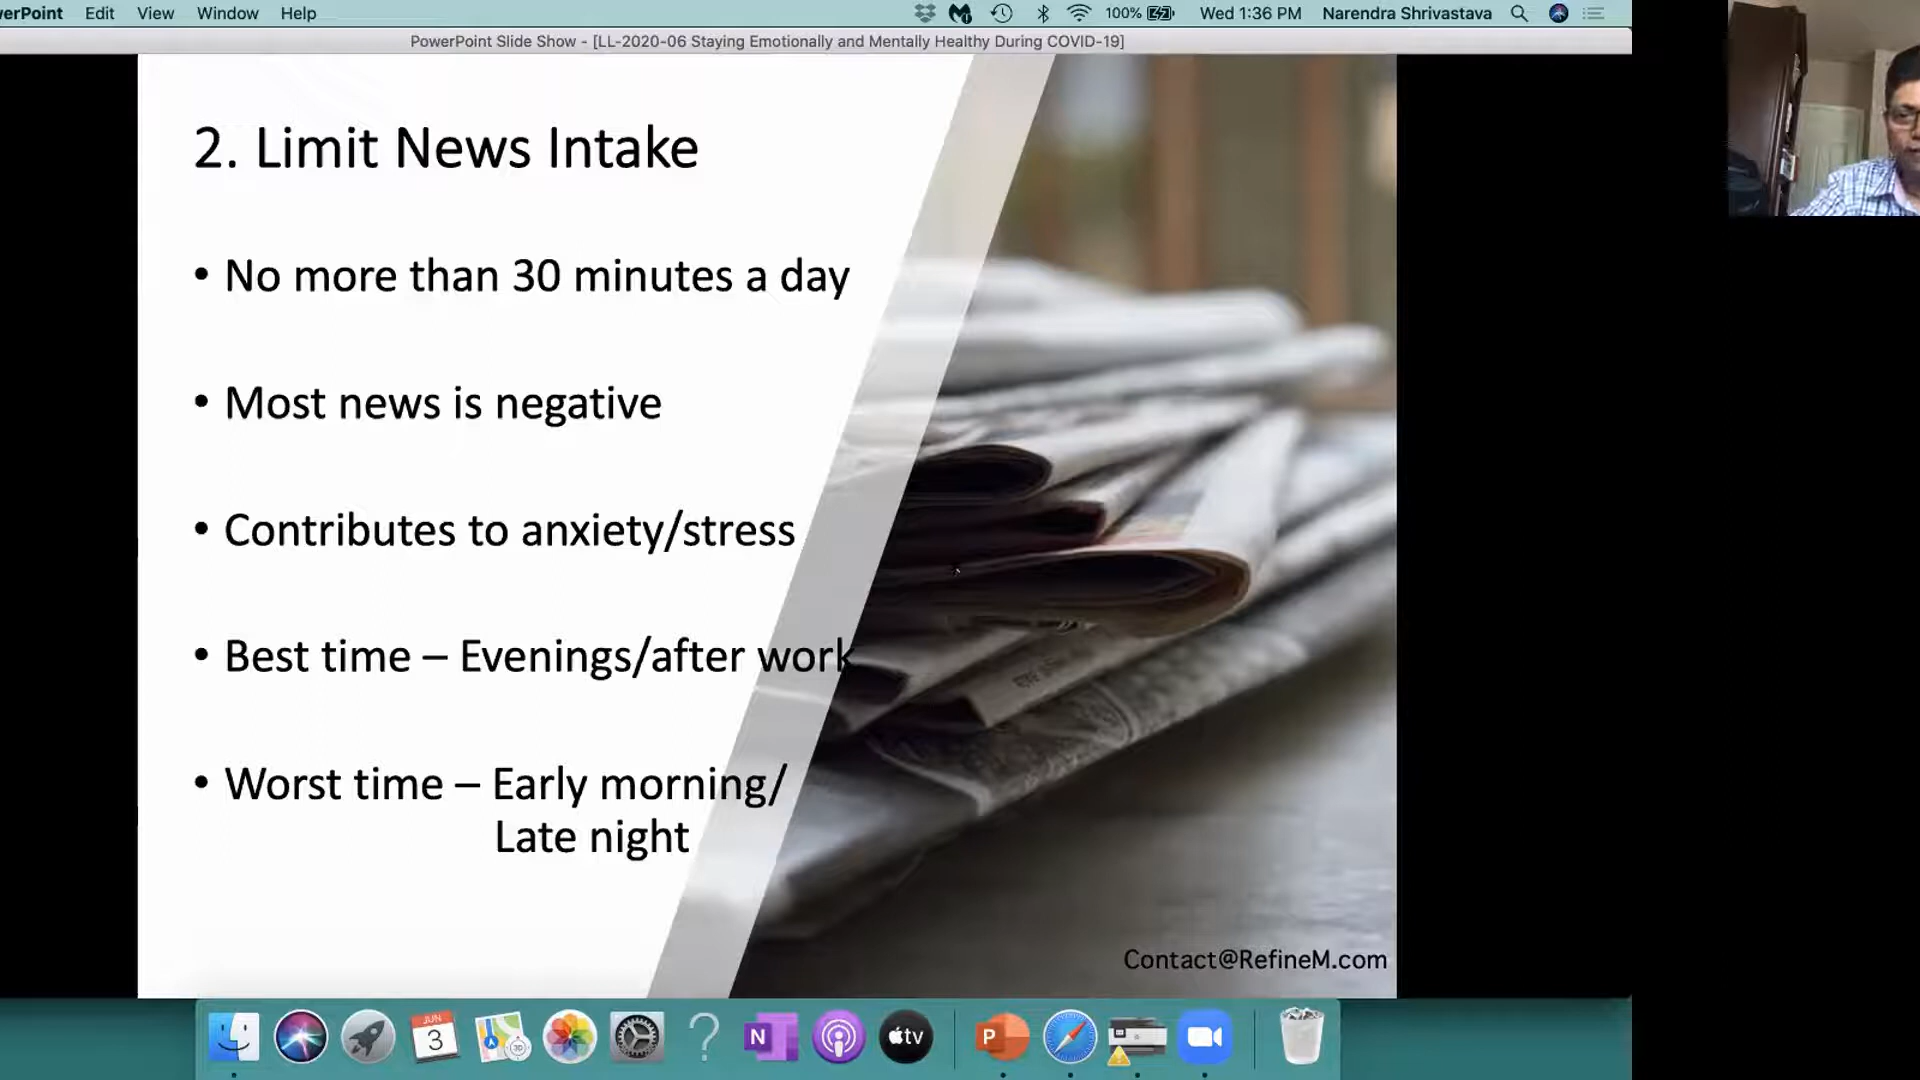 erPoint Edit View Window Help 100% Wed 1:36 PM Narendra Shrivastava
PowerPoint Slide Show - [LL-2020-06 Staying Emotionally and Mentally Healthy During COVID-19]
2. Limit News Intake
• No more than 30 minutes a day
• Most news is negative
• Contributes to anxiety/stress
• Best time – Evenings/after work
• Worst time – Early morning/
Late night
Contact@RefineM.com
JUN
3
3D
N
tv
P